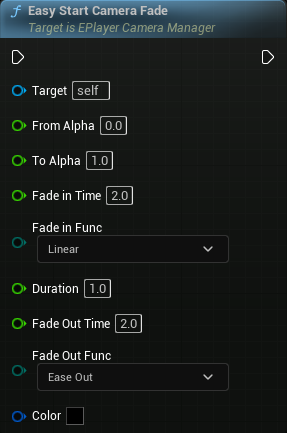 Easy Start Camera Fade
Target is EPlayer Camera Manager
Target self
From Alpha 0.0
To Alpha 1.0
Fade in Time 2.0
Fade in Func
Linear
Duration 1.0
Fade Out Time 2.0
Fade Out Func
Ease Out
Color